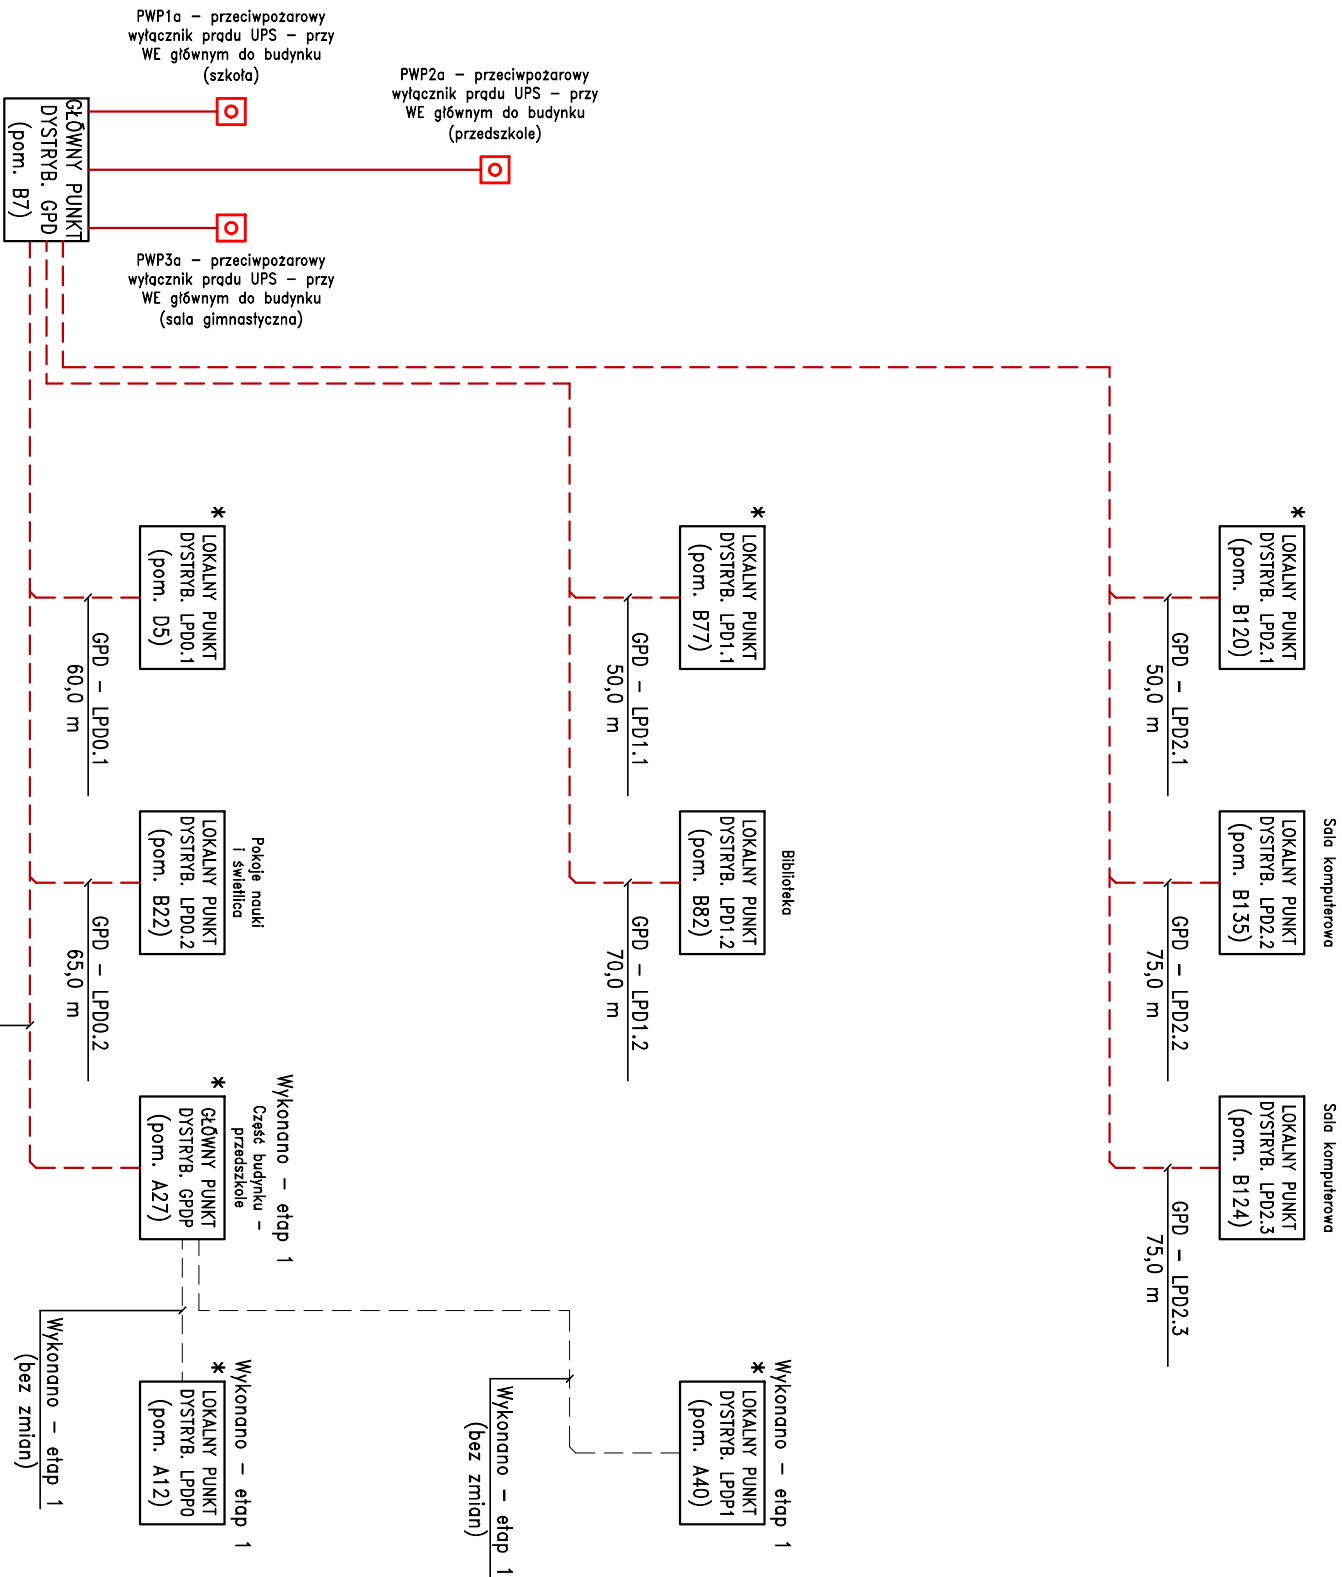 PWP1a – przeciwpożarowy
wyłącznik prądu UPS – przy
WE głównym do budynku
(szkoła)
PWP2a – przeciwpożarowy
wyłącznik prądu UPS – przy
WE głównym do budynku
(przedszkole)
GŁÓWNY PUNKT
DYSTRYB. GPD
(pom. B7)
PWP3a – przeciwpożarowy
wyłącznik prądu UPS – przy
WE głównym do budynku
(sala gimnastyczna)
*
LOKALNY PUNKT
DYSTRYB. LPD2.1
(pom. B120)
GPD – LPD2.1
50,0 m
Sala komputerowa
LOKALNY PUNKT
DYSTRYB. LPD2.2
(pom. B135)
GPD – LPD2.2
75,0 m
Sala komputerowa
LOKALNY PUNKT
DYSTRYB. LPD2.3
(pom. B124)
GPD – LPD2.3
75,0 m
*
LOKALNY PUNKT
DYSTRYB. LPD1.1
(pom. B77)
GPD – LPD1.1
50,0 m
Biblioteka
LOKALNY PUNKT
DYSTRYB. LPD1.2
(pom. B82)
GPD – LPD1.2
70,0 m
Wykonano – etap 1
*
LOKALNY PUNKT
DYSTRYB. LPDP1
(pom. A40)
Wykonano – etap 1
(bez zmian)
*
LOKALNY PUNKT
DYSTRYB. LPD0.1
(pom. D5)
GPD – LPD0.1
60,0 m
Pokoje nauki
i świetlica
LOKALNY PUNKT
DYSTRYB. LPD0.2
(pom. B22)
GPD – LPD0.2
65,0 m
Wykonano – etap 1
Część budynku –
przedszkole
*
GŁÓWNY PUNKT
DYSTRYB. GPDP
(pom. A27)
Wykonano – etap 1
*
LOKALNY PUNKT
DYSTRYB. LPDP0
(pom. A12)
Wykonano – etap 1
(bez zmian)